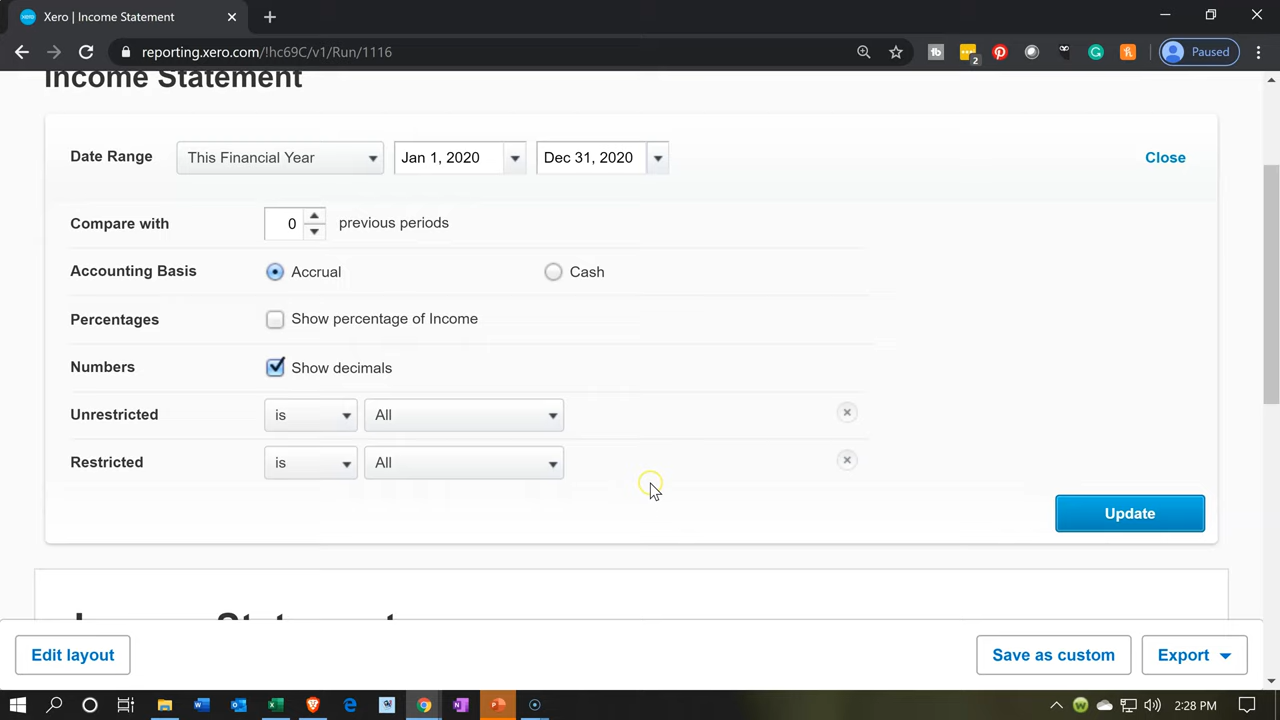 Xero | Income Statement
reporting.xero.com/!hc69C/v1/Run/1116
2
Paused
Income Statement
Date Range This Financial Year Jan 1, 2020 Dec 31, 2020 Close
Compare with 0 previous periods
Accounting Basis Accrual Cash
Percentages Show percentage of Income
Numbers Show decimals
Unrestricted is All
Restricted is All
Update
Income Statement
Edit layout Save as custom Export
2:28 PM